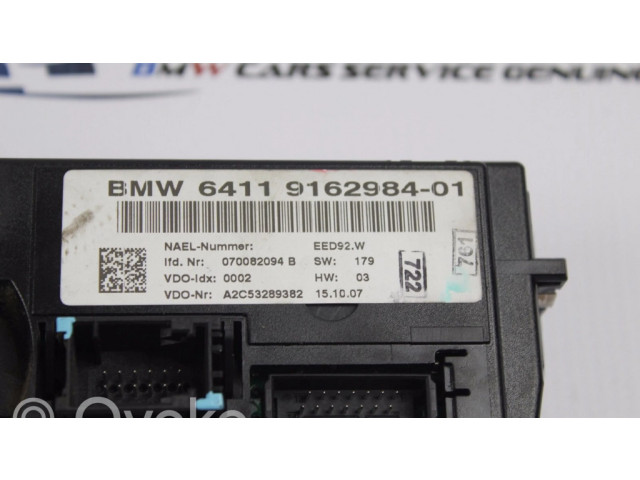 BMW CARS SERVICE GENUINE
BMW 6411 9162984-01
NAEL-Nummer: EED92.W
lfd. Nr: 070082094 B SW: 179
VDO-Idx: 0002 HW: 03
VDO-Nr: A2C53289382 15.10.07
722
761
© Ovoko